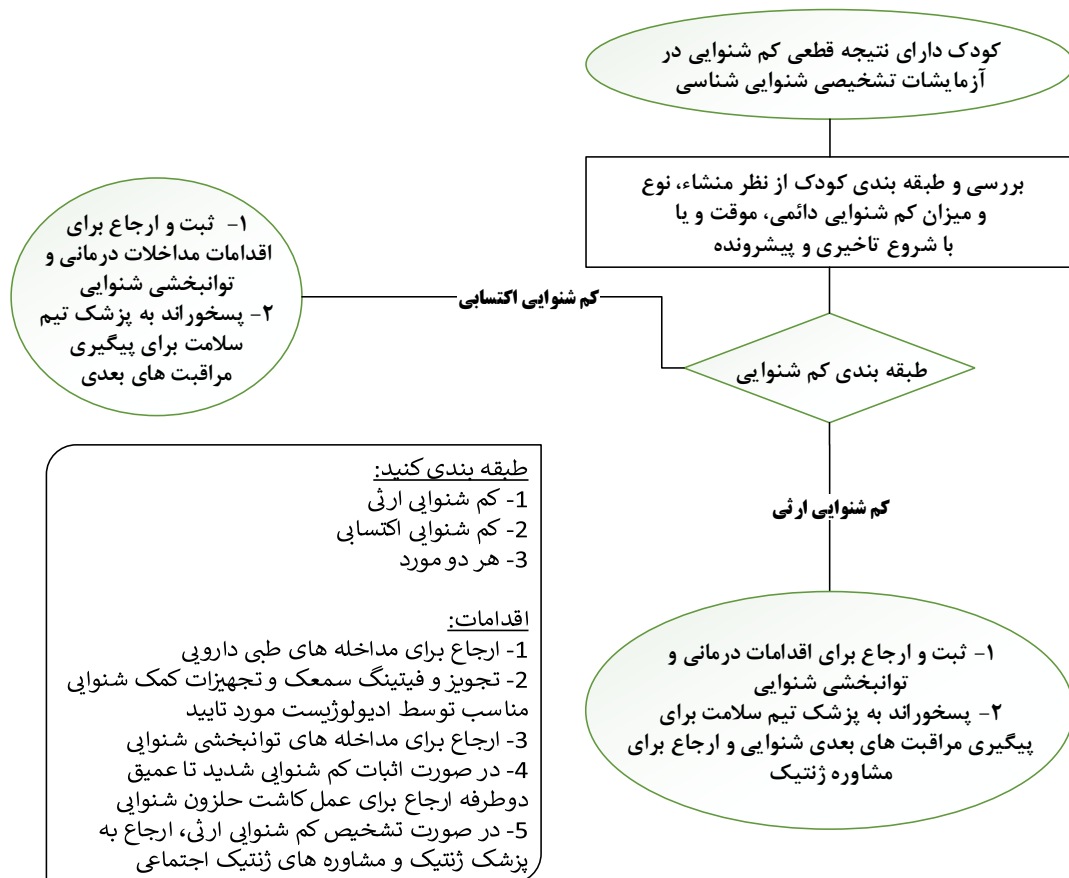 کودک دارای نتیجه قطعی کم شنوایی در
آزمایشات تشخیصی شنوایی شناسی
بررسی و طبقه بندی کودک از نظر منشاء، نوع
و میزان کم شنوایی دائمی، موقت و یا
با شروع تاخیری و پیشرونده
طبقه بندی کم شنوایی
کم شنوایی اکتسابی
۱- ثبت و ارجاع برای
اقدامات مداخلات درمانی و
توانبخشی شنوایی
۲- پسخوراند به پزشک تیم
سلامت برای پیگیری
مراقبت های بعدی
کم شنوایی ارثی
۱- ثبت و ارجاع برای اقدامات درمانی و
توانبخشی شنوایی
۲- پسخوراند به پزشک تیم سلامت برای
پیگیری مراقبت های بعدی شنوایی و ارجاع برای
مشاوره ژنتیک
طبقه بندی کنید:
1- کم شنوایی ارثی
2- کم شنوایی اکتسابی
3- هر دو مورد
اقدامات:
1- ارجاع برای مداخله های طبی دارویی
2- تجویز و فیتینگ سمعک و تجهیزات کمک شنوایی
مناسب توسط ادیولوژیست مورد تایید
3- ارجاع برای مداخله های توانبخشی شنوایی
4- در صورت اثبات کم شنوایی شدید تا عمیق
دوطرفه ارجاع برای عمل کاشت حلزون شنوایی
5- در صورت تشخیص کم شنوایی ارثی، ارجاع به
پزشک ژنتیک و مشاوره های ژنتیک اجتماعی